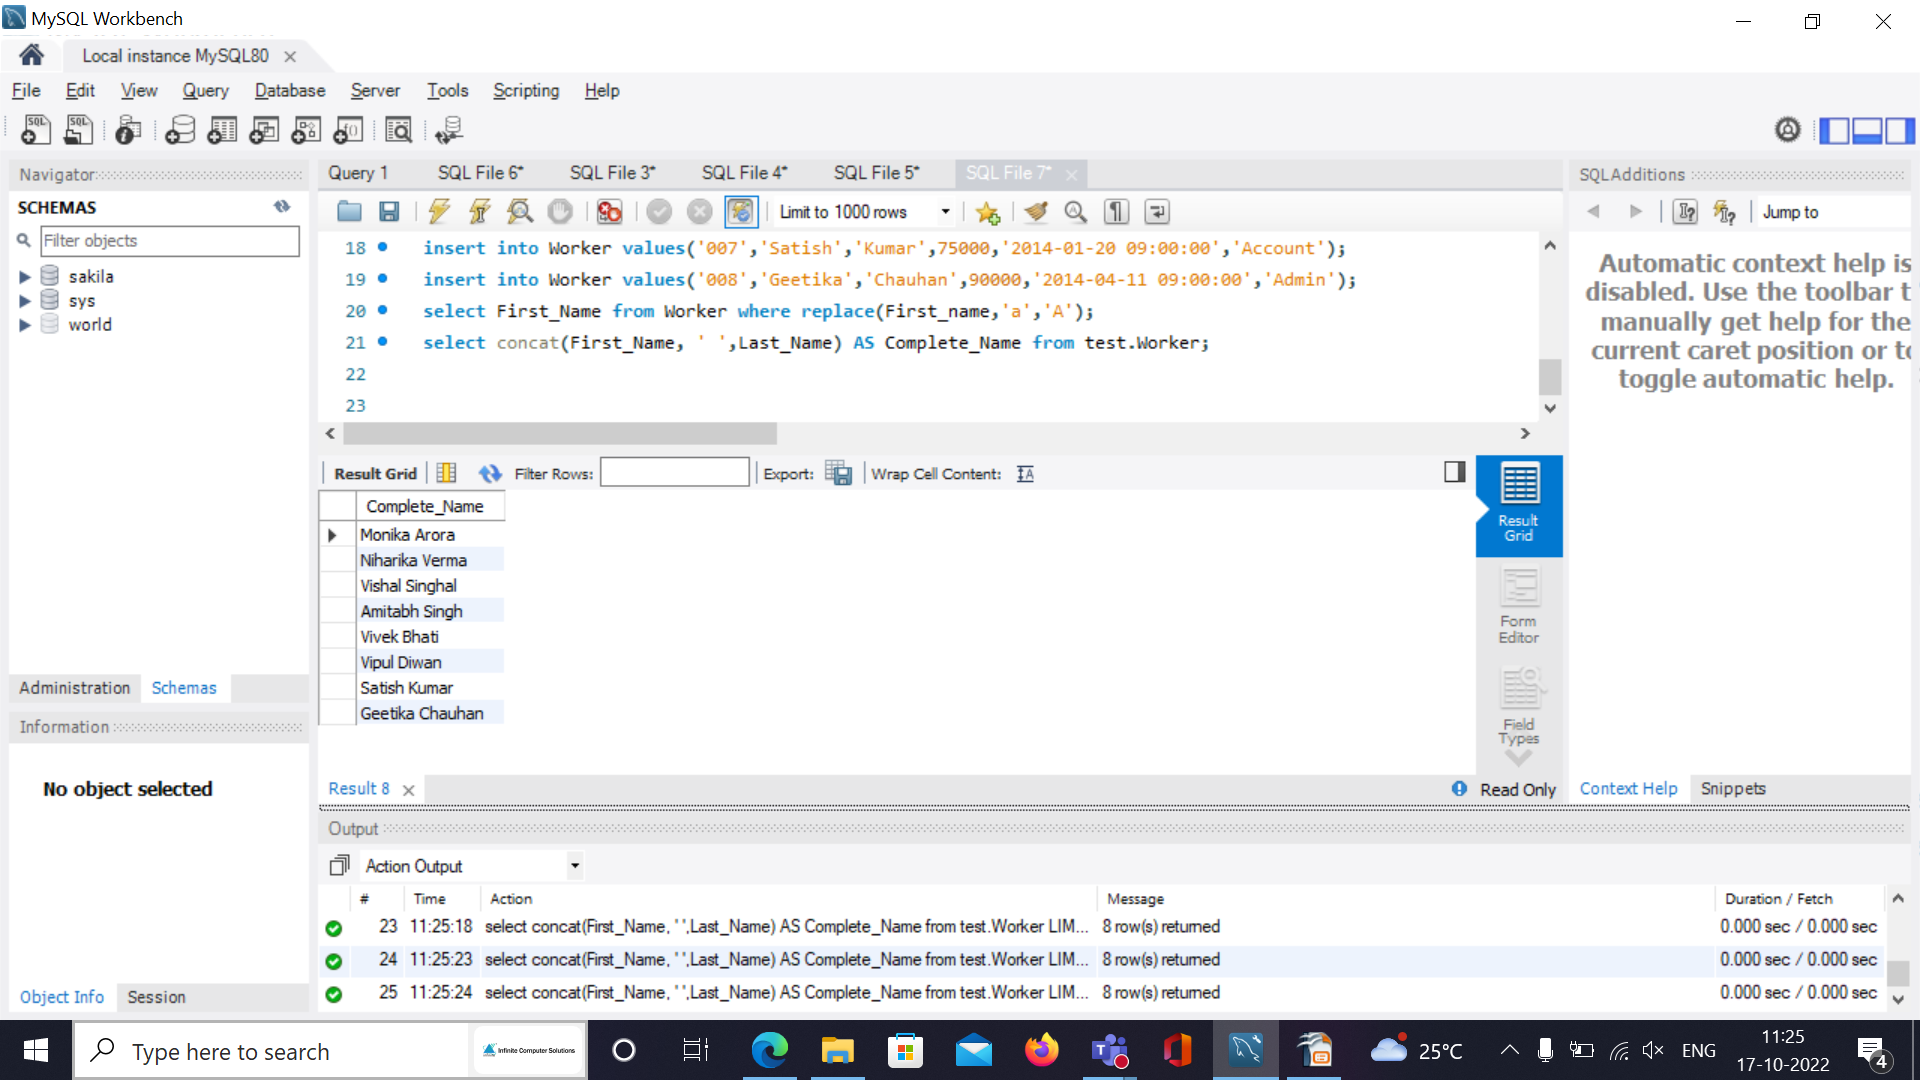 MySQL Workbench
Local instance MySQL80
File Edit View Query Database Server Tools Scripting Help
Navigator
SCHEMAS
Filter objects
sakila
sys
world
Administration Schemas
Information
No object selected
Object Info Session
Query 1 SQL File 6* SQL File 3* SQL File 4* SQL File 5* SQL File 7*
Limit to 1000 rows
18 insert into Worker values('007','Satish','Kumar',75000,'2014-01-20 09:00:00','Account');
19 insert into Worker values('008','Geetika','Chauhan',90000,'2014-04-11 09:00:00','Admin');
20 select First_Name from Worker where replace(First_name,'a','A');
21 select concat(First_Name, ' ',Last_Name) AS Complete_Name from test.Worker;
22
23
Result Grid Filter Rows: Export: Wrap Cell Content:
Complete_Name
Monika Arora
Niharika Verma
Vishal Singhal
Amitabh Singh
Vivek Bhati
Vipul Diwan
Satish Kumar
Geetika Chauhan
Result
Grid
Form
Editor
Field
Types
Result 8
Read Only
SQLAdditions
Jump to
Automatic context help is
disabled. Use the toolbar t
manually get help for the
current caret position or to
toggle automatic help.
Context Help Snippets
Output
Action Output
# Time Action Message Duration / Fetch
23 11:25:18 select concat(First_Name, ' ',Last_Name) AS Complete_Name from test.Worker LIM... 8 row(s) returned 0.000 sec / 0.000 sec
24 11:25:23 select concat(First_Name, ' ',Last_Name) AS Complete_Name from test.Worker LIM... 8 row(s) returned 0.000 sec / 0.000 sec
25 11:25:24 select concat(First_Name, ' ',Last_Name) AS Complete_Name from test.Worker LIM... 8 row(s) returned 0.000 sec / 0.000 sec
Type here to search
Infinite Computer Solutions
25°C
ENG
11:25
17-10-2022
4